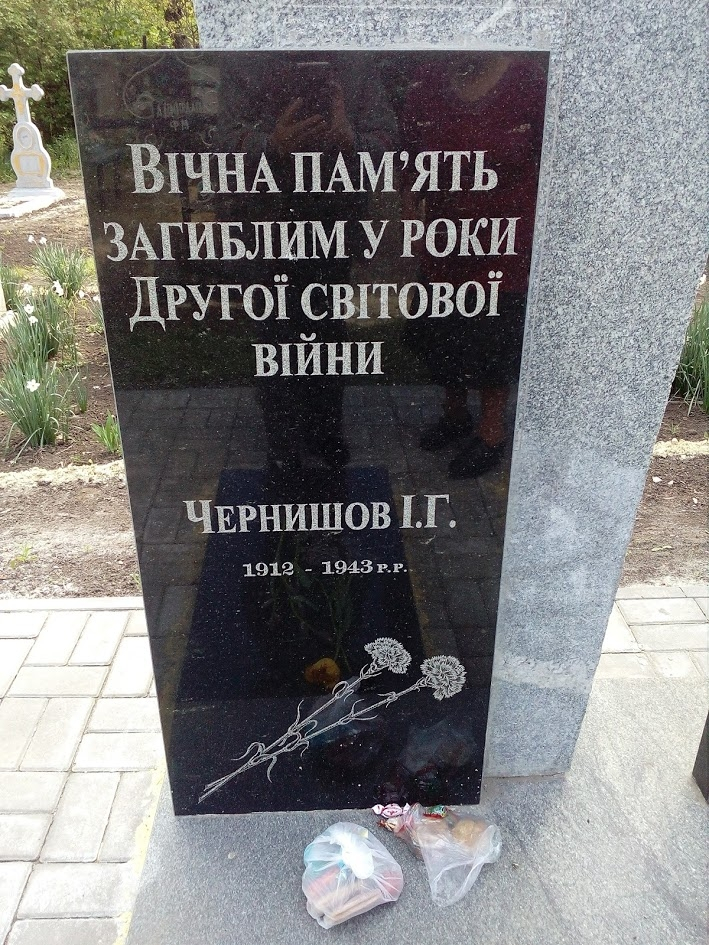 ВІЧНА ПАМ’ЯТЬ
ЗАГИБЛИМ У РОКИ
ДРУГОЇ СВІТОВОЇ
ВІЙНИ
ЧЕРНИШОВ І.Г.
1912 - 1943 Р.Р.